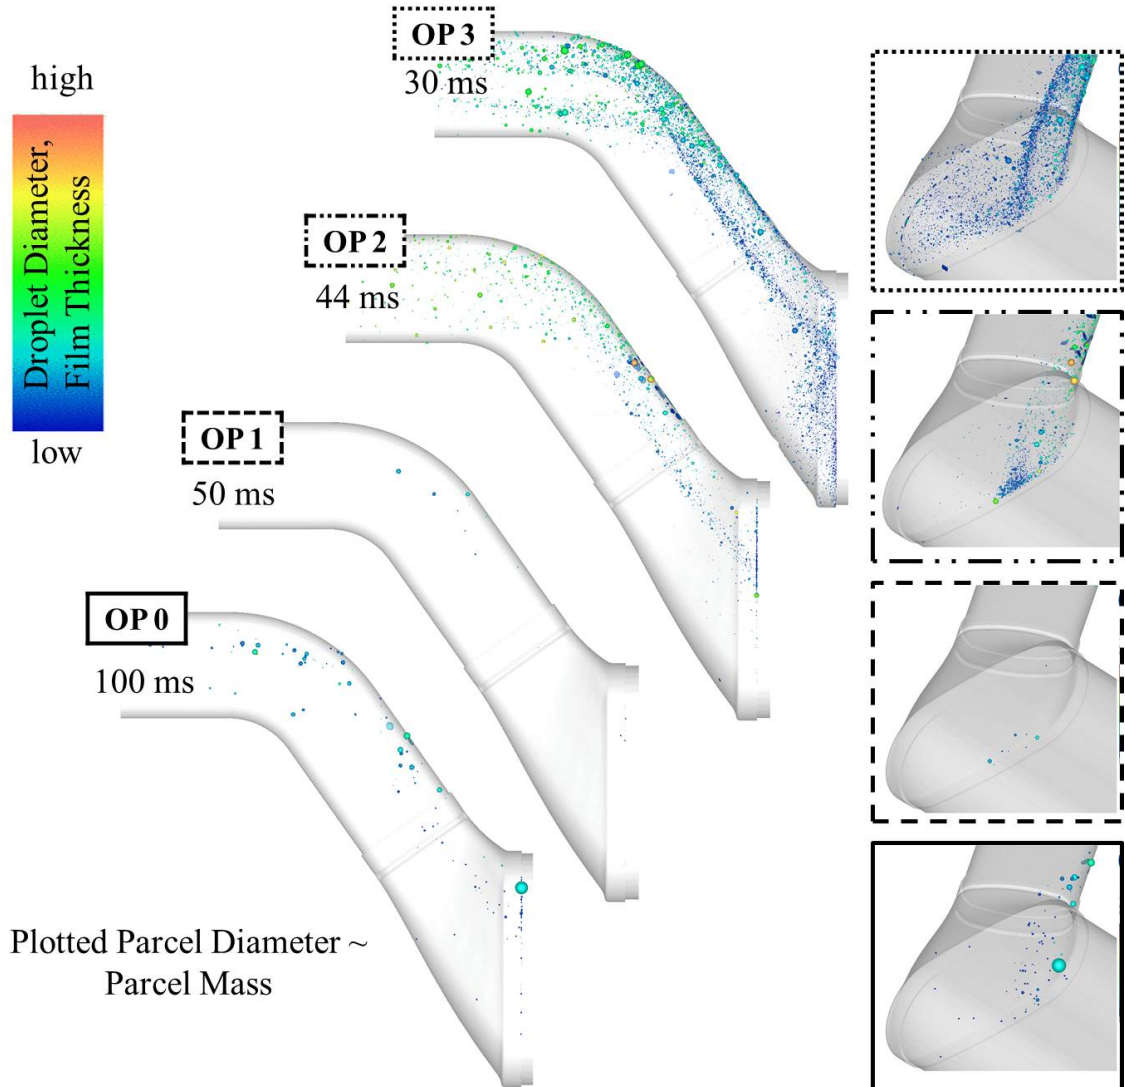 OP 3
30 ms
high
Droplet Diameter,
Film Thickness
low
OP 2
44 ms
OP 1
50 ms
OP 0
100 ms
Plotted Parcel Diameter ~
Parcel Mass